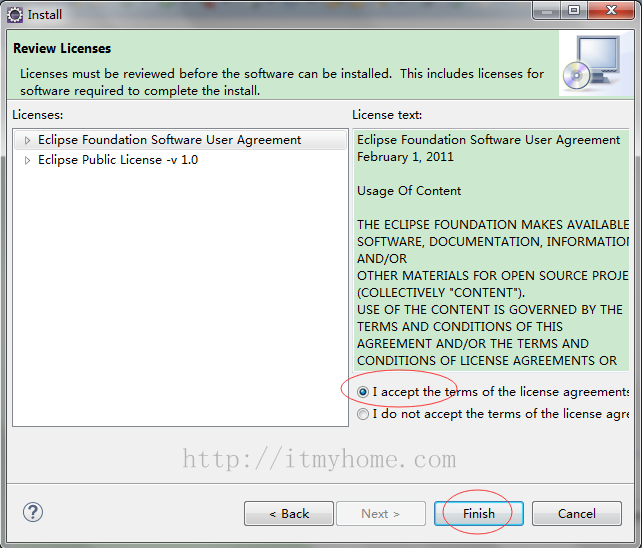 Install
Review Licenses
Licenses must be reviewed before the software can be installed. This includes licenses for
software required to complete the install.
Licenses:
Eclipse Foundation Software User Agreement
Eclipse Public License -v 1.0
License text:
Eclipse Foundation Software User Agreement
February 1, 2011
Usage Of Content
THE ECLIPSE FOUNDATION MAKES AVAILABLE
SOFTWARE, DOCUMENTATION, INFORMATION
AND/OR
OTHER MATERIALS FOR OPEN SOURCE PROJE
(COLLECTIVELY "CONTENT").
USE OF THE CONTENT IS GOVERNED BY THE
TERMS AND CONDITIONS OF THIS
AGREEMENT AND/OR THE TERMS AND
CONDITIONS OF LICENSE AGREEMENTS OR
I accept the terms of the license agreements
I do not accept the terms of the license agre
http://itmyhome.com
?
< Back
Next >
Finish
Cancel